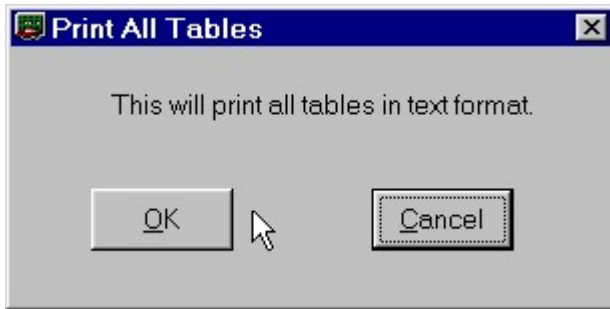 Print All Tables
This will print all tables in text format.
OK
Cancel